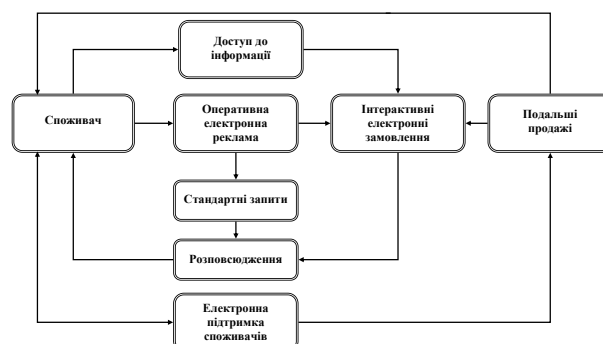 Доступ до
інформації
Споживач
Оперативна
електронна
реклама
Інтерактивні
електронні
замовлення
Подальші
продажі
Стандартні запити
Розповсюдження
Електронна
підтримка
споживачів